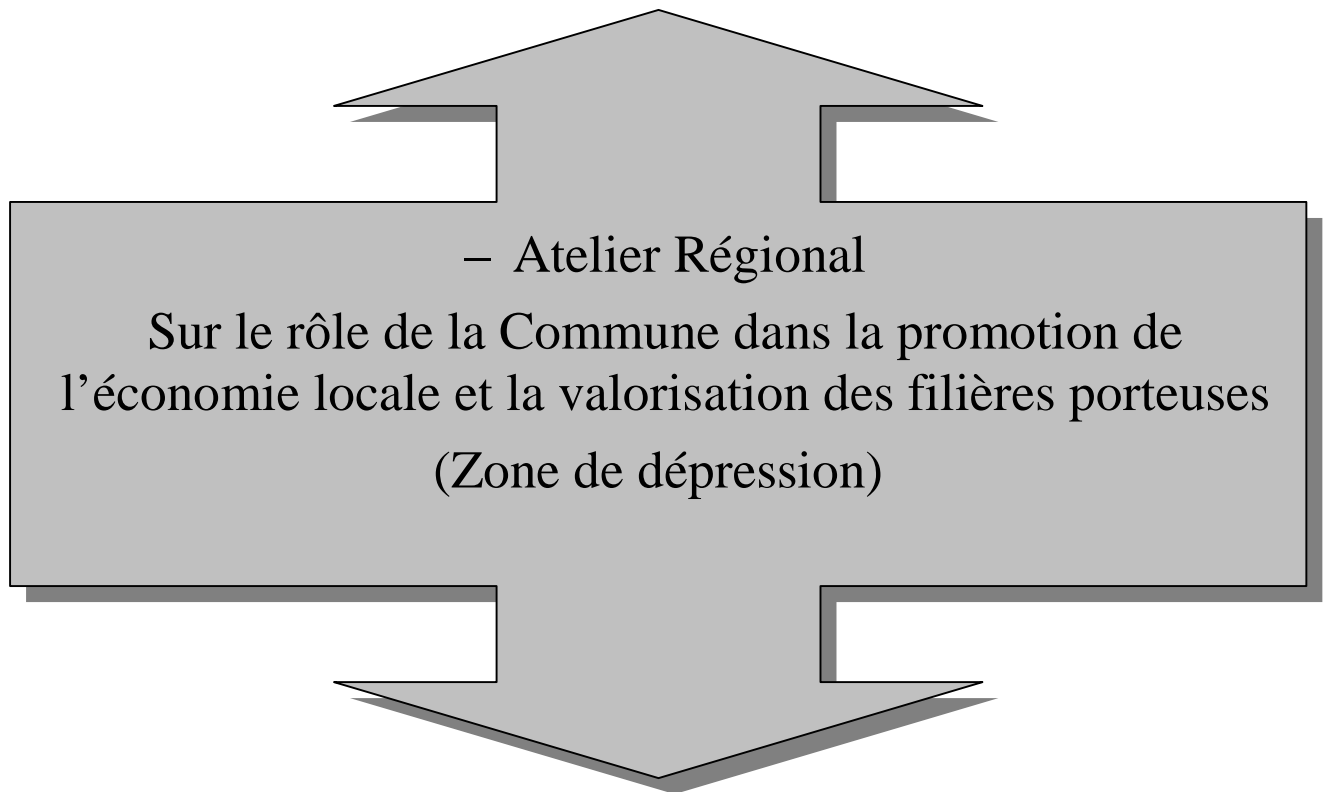 – Atelier Régional
Sur le rôle de la Commune dans la promotion de
l’économie locale et la valorisation des filières porteuses
(Zone de dépression)